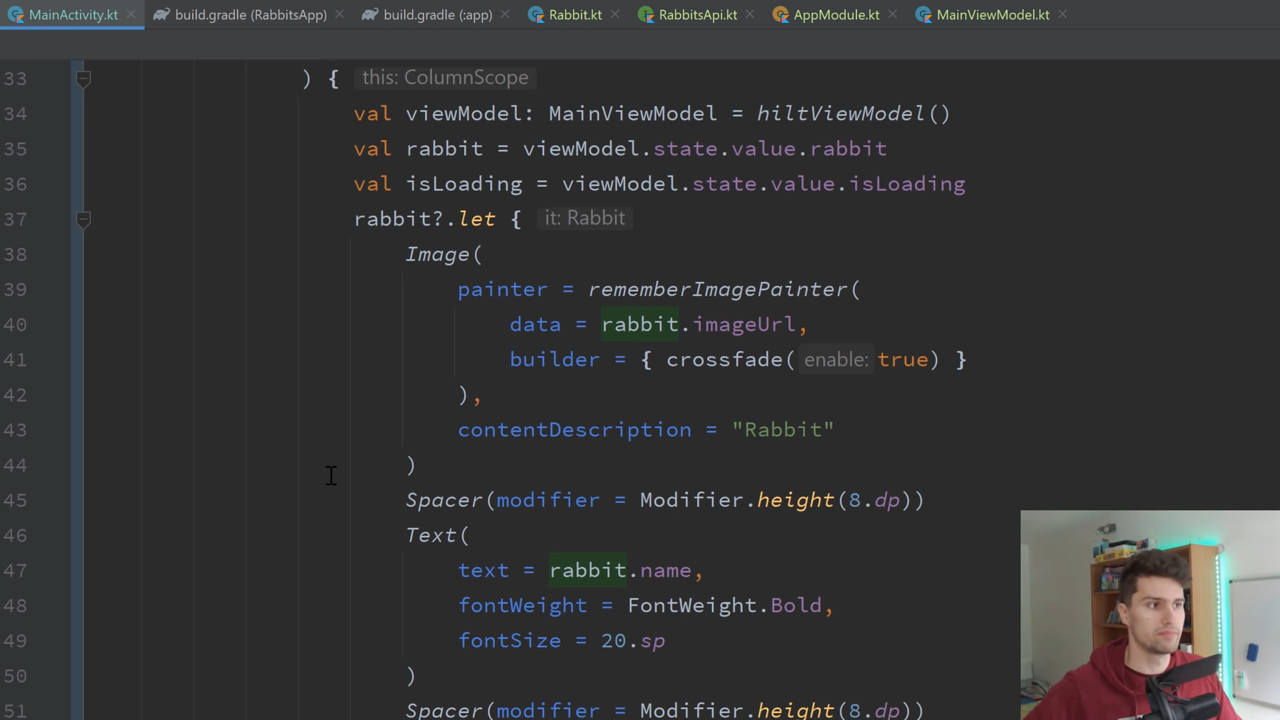 MainActivity.kt build.gradle (RabbitsApp) build.gradle (:app) Rabbit.kt RabbitsApi.kt AppModule.kt MainViewModel.kt
33 ) { this: ColumnScope
34 val viewModel: MainViewModel = hiltViewModel()
35 val rabbit = viewModel.state.value.rabbit
36 val isLoading = viewModel.state.value.isLoading
37 rabbit?.let { it: Rabbit
38 Image(
39 painter = rememberImagePainter(
40 data = rabbit.imageUrl,
41 builder = { crossfade( enable: true) }
42 ),
43 contentDescription = "Rabbit"
44 )
45 Spacer(modifier = Modifier.height(8.dp))
46 Text(
47 text = rabbit.name,
48 fontWeight = FontWeight.Bold,
49 fontSize = 20.sp
50 )
51 Spacer(modifier = Modifier.height(8.dp))